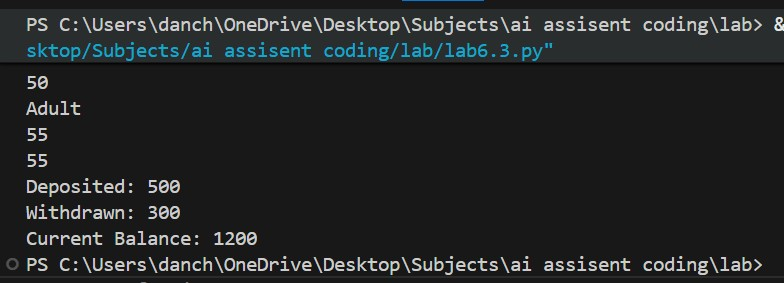 PS C:\Users\danch\OneDrive\Desktop\Subjects\ai assisent coding\lab> &
sktop/Subjects/ai assisent coding/lab/lab6.3.py"
50
Adult
55
55
Deposited: 500
Withdrawn: 300
Current Balance: 1200
PS C:\Users\danch\OneDrive\Desktop\Subjects\ai assisent coding\lab>